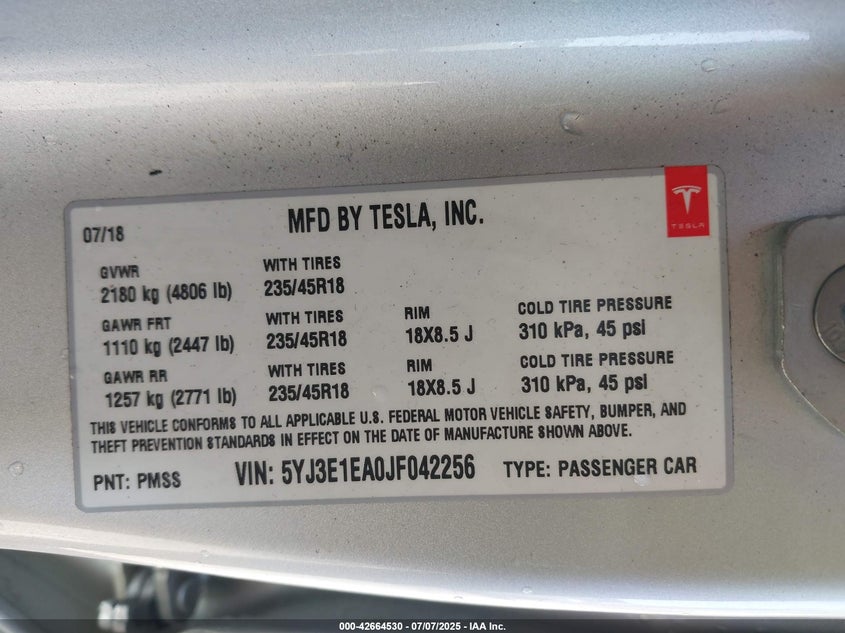 07/18
MFD BY TESLA, INC.
TESLA
GVWR
2180 kg (4806 lb)
WITH TIRES
235/45R18
GAWR FRT
1110 kg (2447 lb)
WITH TIRES
235/45R18
RIM
18X8.5 J
COLD TIRE PRESSURE
310 kPa, 45 psi
GAWR RR
1257 kg (2771 lb)
WITH TIRES
235/45R18
RIM
18X8.5 J
COLD TIRE PRESSURE
310 kPa, 45 psi
THIS VEHICLE CONFORMS TO ALL APPLICABLE U.S. FEDERAL MOTOR VEHICLE SAFETY, BUMPER, AND
THEFT PREVENTION STANDARDS IN EFFECT ON THE DATE OF MANUFACTURE SHOWN ABOVE.
PNT: PMSS
VIN: 5YJ3E1EA0JF042256
TYPE: PASSENGER CAR
000-42664530 - 07/07/2025 - IAA Inc.